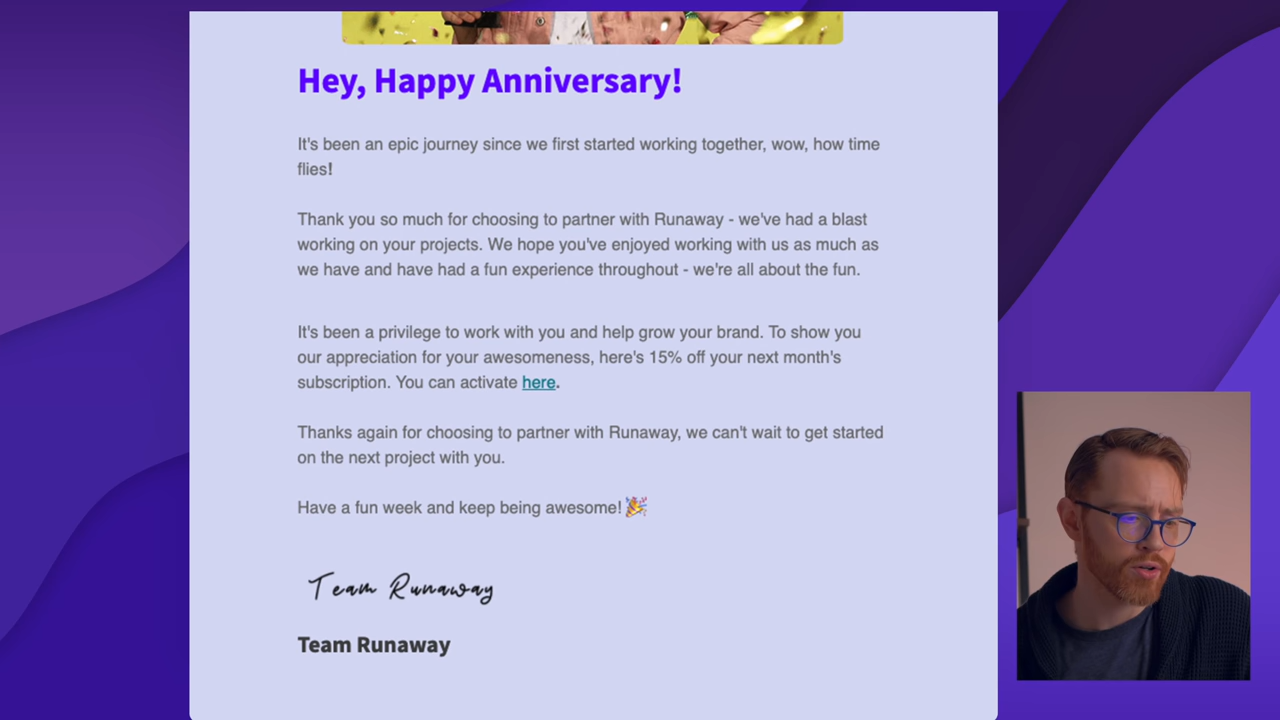 Hey, Happy Anniversary!
It's been an epic journey since we first started working together, wow, how time
flies!
Thank you so much for choosing to partner with Runaway - we've had a blast
working on your projects. We hope you've enjoyed working with us as much as
we have and have had a fun experience throughout - we're all about the fun.
It's been a privilege to work with you and help grow your brand. To show you
our appreciation for your awesomeness, here's 15% off your next month's
subscription. You can activate here.
Thanks again for choosing to partner with Runaway, we can't wait to get started
on the next project with you.
Have a fun week and keep being awesome! 🎉
Team Runaway
Team Runaway